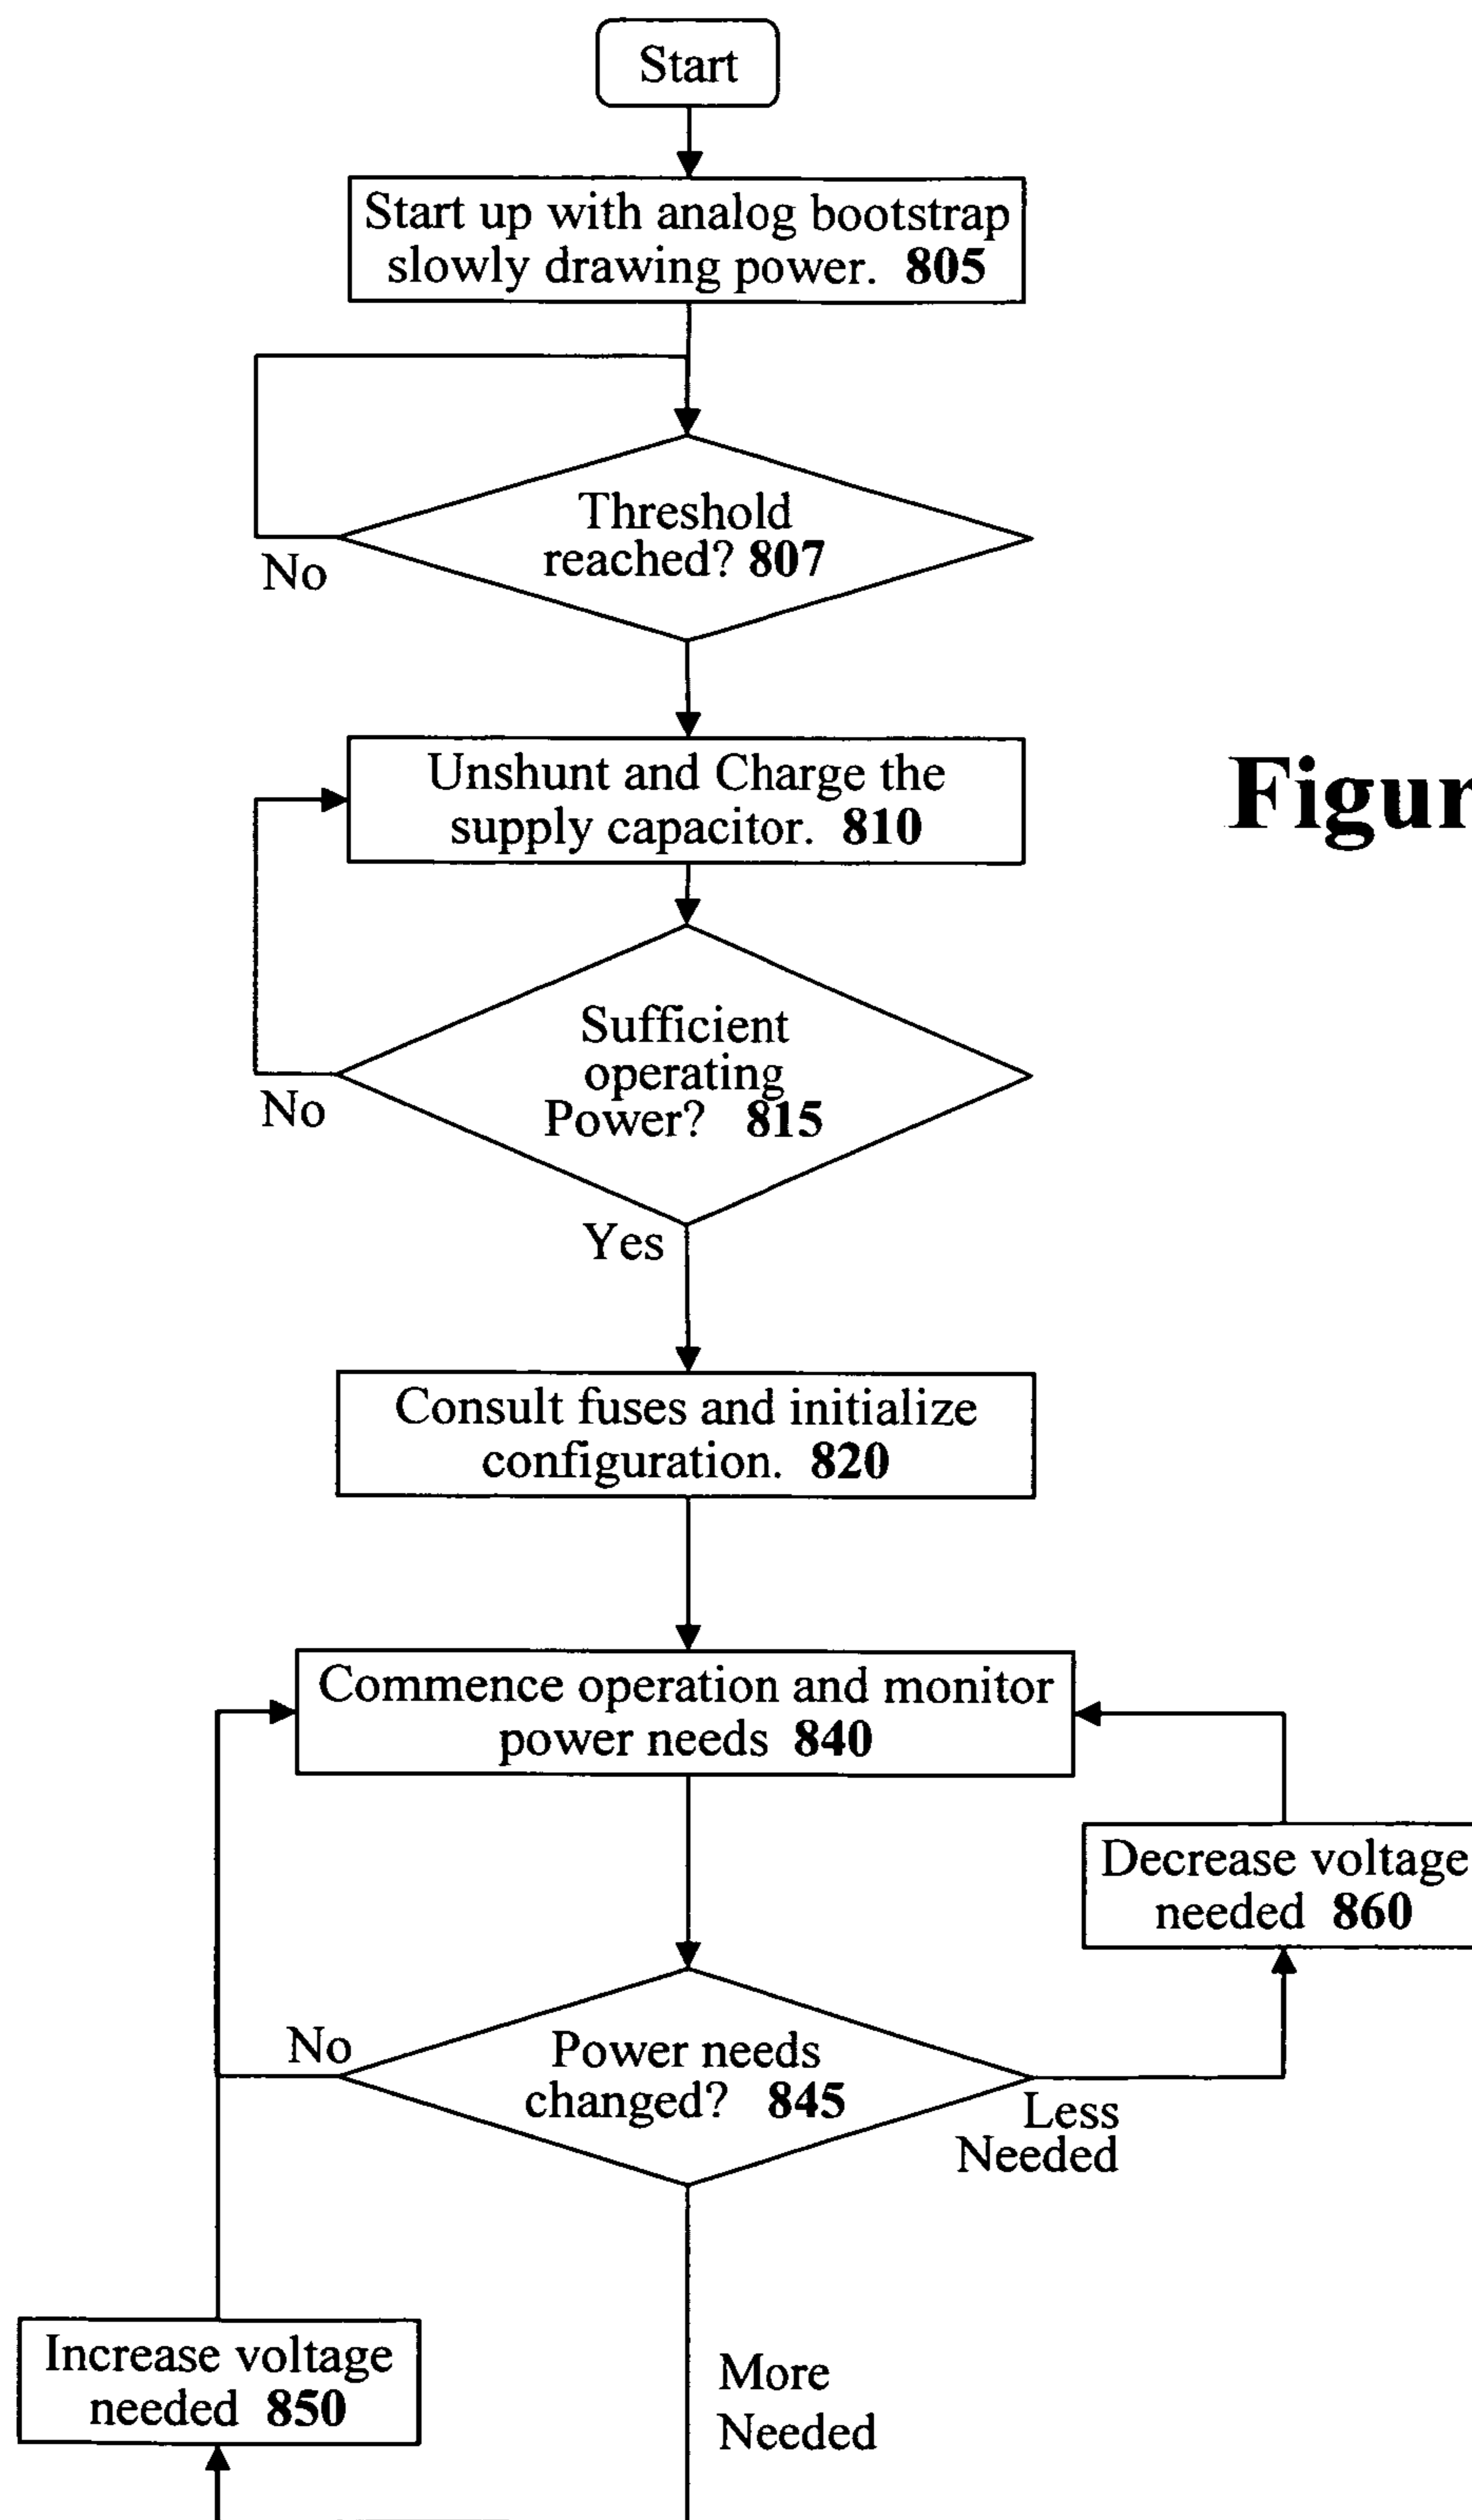 Start
Start up with analog bootstrap
slowly drawing power. 805
Threshold
reached? 807
No
Unshunt and Charge the
supply capacitor. 810
Figur
Sufficient
operating
Power? 815
No
Yes
Consult fuses and initialize
configuration. 820
Commence operation and monitor
power needs 840
Decrease voltage
needed 860
No
Power needs
changed? 845
Less
Needed
Increase voltage
needed 850
More
Needed